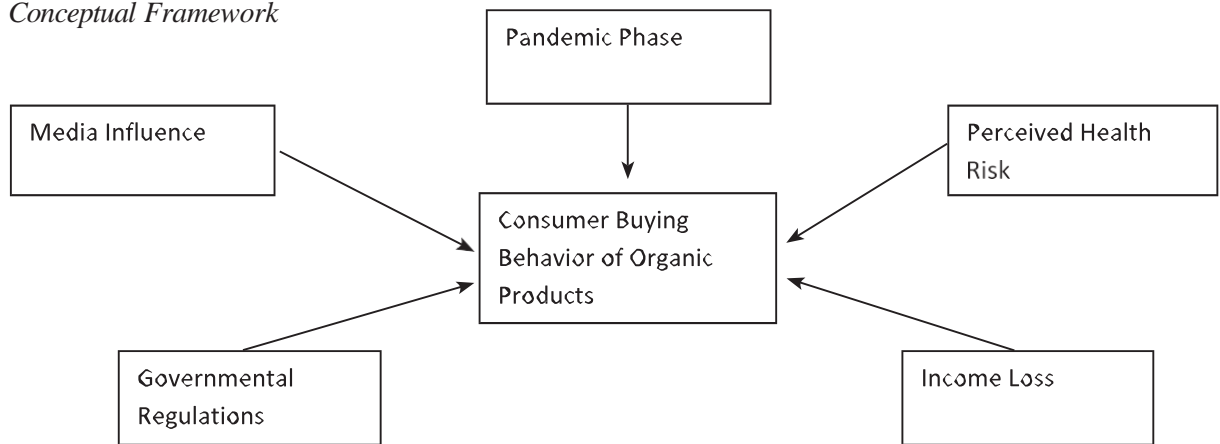 Conceptual Framework
Pandemic Phase
Media Influence
Perceived Health
Risk
Consumer Buying
Behavior of Organic
Products
Governmental
Regulations
Income Loss